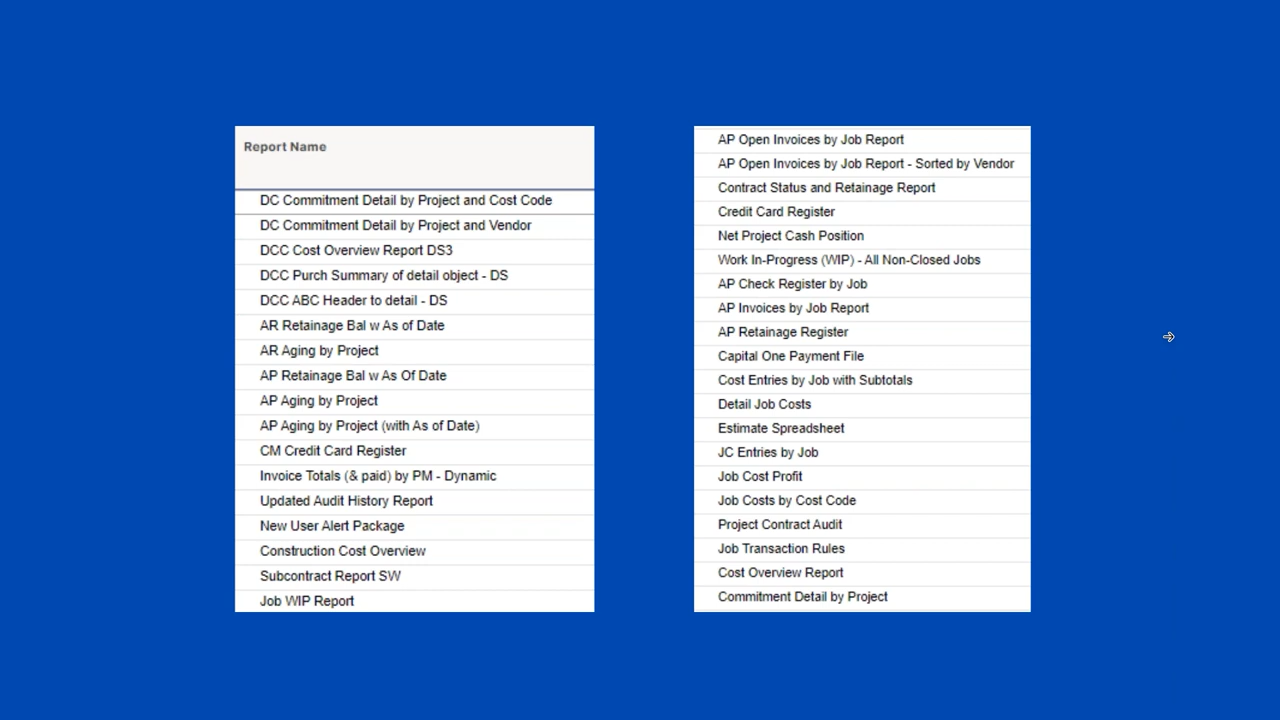 Report Name
DC Commitment Detail by Project and Cost Code
DC Commitment Detail by Project and Vendor
DCC Cost Overview Report DS3
DCC Purch Summary of detail object - DS
DCC ABC Header to detail - DS
AR Retainage Bal w As of Date
AR Aging by Project
AP Retainage Bal w As Of Date
AP Aging by Project
AP Aging by Project (with As of Date)
CM Credit Card Register
Invoice Totals (& paid) by PM - Dynamic
Updated Audit History Report
New User Alert Package
Construction Cost Overview
Subcontract Report SW
Job WIP Report
AP Open Invoices by Job Report
AP Open Invoices by Job Report - Sorted by Vendor
Contract Status and Retainage Report
Credit Card Register
Net Project Cash Position
Work In-Progress (WIP) - All Non-Closed Jobs
AP Check Register by Job
AP Invoices by Job Report
AP Retainage Register
Capital One Payment File
Cost Entries by Job with Subtotals
Detail Job Costs
Estimate Spreadsheet
JC Entries by Job
Job Cost Profit
Job Costs by Cost Code
Project Contract Audit
Job Transaction Rules
Cost Overview Report
Commitment Detail by Project